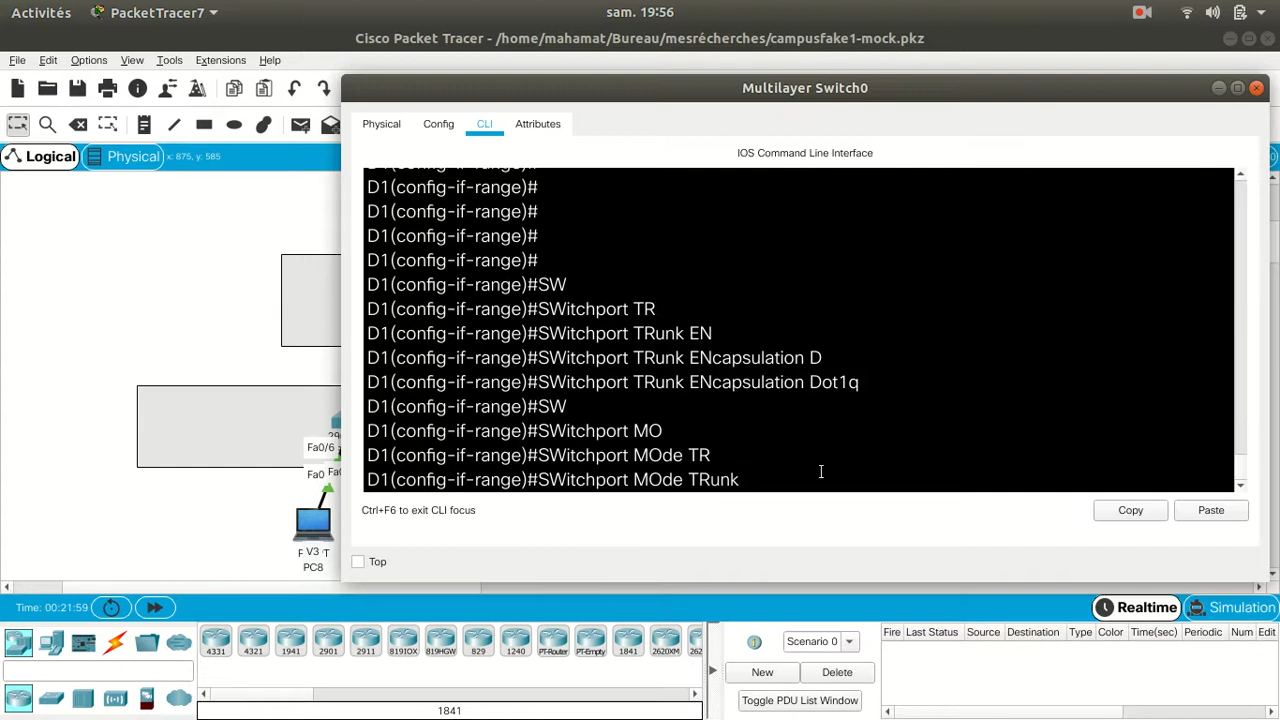 Activités
PacketTracer7
sam. 19:56
Cisco Packet Tracer - /home/mahamat/Bureau/mesrécherches/campusfake1-mock.pkz
File Edit Options View Tools Extensions Help
Multilayer Switch0
Physical Config CLI Attributes
Logical
Physical
x: 875, y: 585
IOS Command Line Interface
D1(config-if-range)#
D1(config-if-range)#
D1(config-if-range)#
D1(config-if-range)#
D1(config-if-range)#SW
D1(config-if-range)#SWitchport TR
D1(config-if-range)#SWitchport TRunk EN
D1(config-if-range)#SWitchport TRunk ENcapsulation D
D1(config-if-range)#SWitchport TRunk ENcapsulation Dot1q
D1(config-if-range)#SW
D1(config-if-range)#SWitchport MO
D1(config-if-range)#SWitchport MOde TR
D1(config-if-range)#SWitchport MOde TRunk
Fa0/6
V3
PC8
Ctrl+F6 to exit CLI focus
Copy
Paste
Top
Time: 00:21:59
Realtime
Simulation
4331 4321 1941 2901 2911 819IOX 819HGW 829 1240 PT-Router PT-Empty 1841 2620XM
1841
Scenario 0
New
Delete
Toggle PDU List Window
Fire Last Status Source Destination Type Color Time(sec) Periodic Num Edit